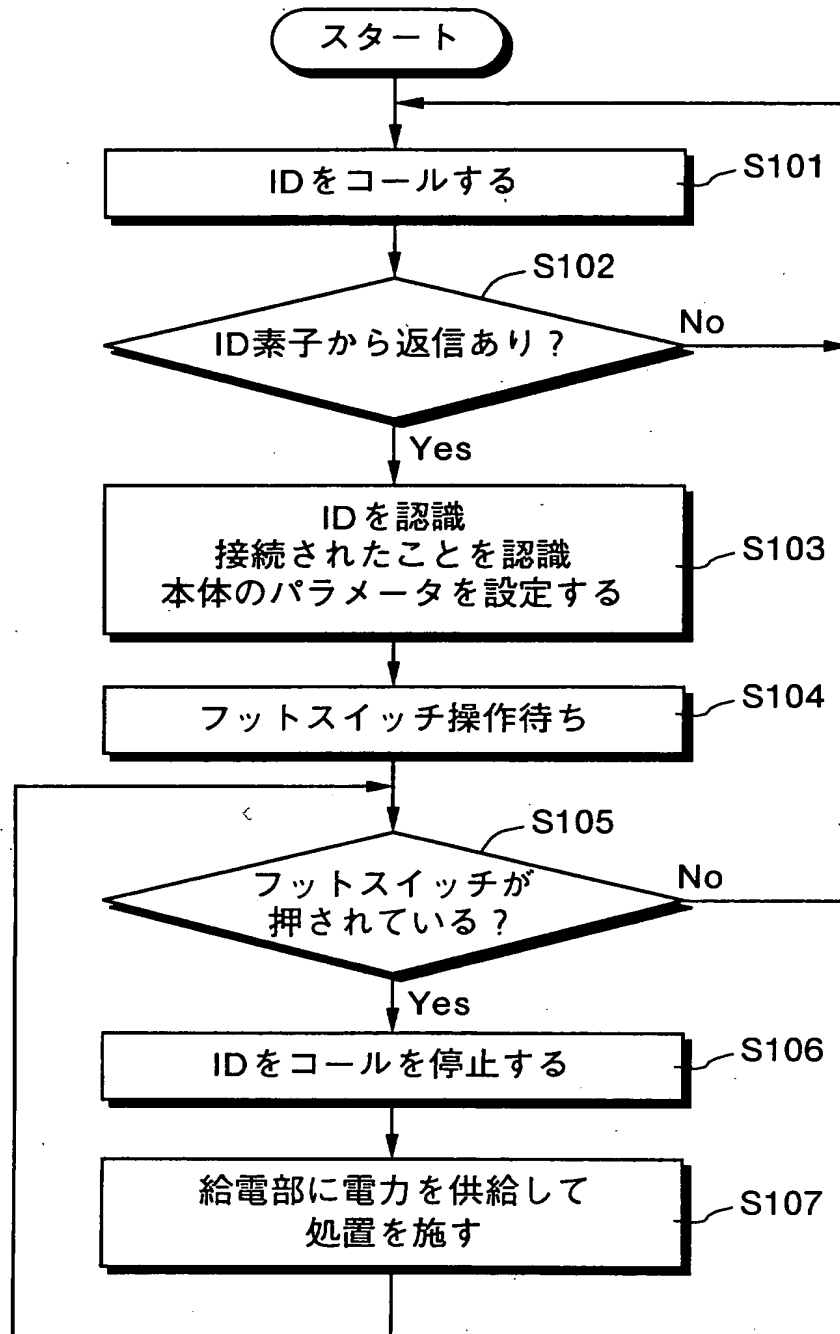 スタート
IDをコールする
S101
S102
ID素子から返信あり？
No
Yes
IDを認識
接続されたことを認識
本体のパラメータを設定する
S103
フットスイッチ操作待ち
S104
S105
フットスイッチが
押されている？
No
Yes
IDをコールを停止する
S106
給電部に電力を供給して
処置を施す
S107